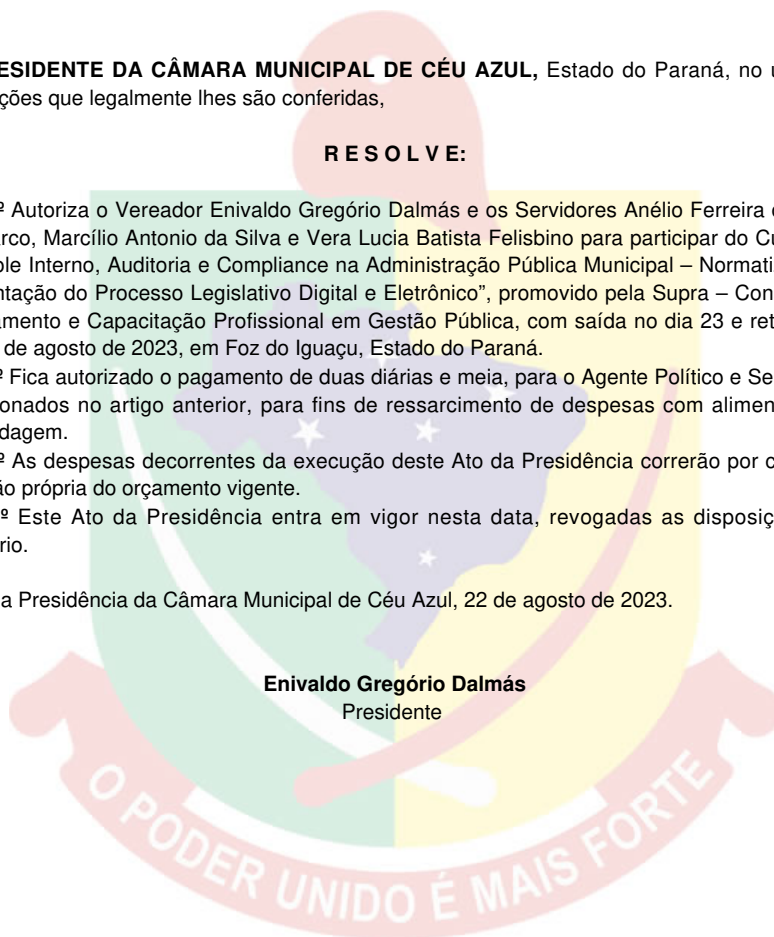 ESIDENTE DA CÂMARA MUNICIPAL DE CÉU AZUL, Estado do Paraná, no u
ções que legalmente lhes são conferidas,
R E S O L V E:
º Autoriza o Vereador Enivaldo Gregório Dalmás e os Servidores Anélio Ferreira
rco, Marcílio Antonio da Silva e Vera Lucia Batista Felisbino para participar do Cu
ole Interno, Auditoria e Compliance na Administração Pública Municipal – Normati
ntação do Processo Legislativo Digital e Eletrônico”, promovido pela Supra – Con
amento e Capacitação Profissional em Gestão Pública, com saída no dia 23 e ret
de agosto de 2023, em Foz do Iguaçu, Estado do Paraná.
º Fica autorizado o pagamento de duas diárias e meia, para o Agente Político e Se
onados no artigo anterior, para fins de ressarcimento de despesas com alimen
dagem.
º As despesas decorrentes da execução deste Ato da Presidência correrão por c
ão própria do orçamento vigente.
º Este Ato da Presidência entra em vigor nesta data, revogadas as disposiç
rio.
a Presidência da Câmara Municipal de Céu Azul, 22 de agosto de 2023.
Enivaldo Gregório Dalmás
Presidente
O PODER UNIDO É MAIS FORTE